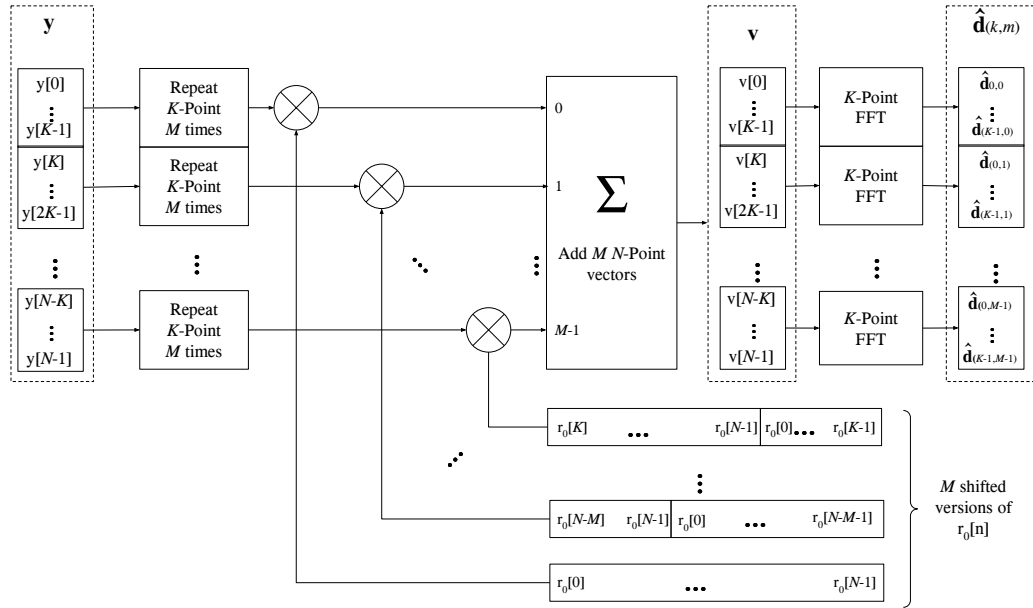 y
y[0]
⋮
y[K-1]
y[K]
⋮
y[2K-1]
⋮
y[N-K]
⋮
y[N-1]
Repeat
K-Point
M times
Repeat
K-Point
M times
⋮
Repeat
K-Point
M times
0
1
⋮
M-1
Σ
Add M N-Point
vectors
v
v[0]
⋮
v[K-1]
v[K]
⋮
v[2K-1]
⋮
v[N-K]
⋮
v[N-1]
K-Point
FFT
K-Point
FFT
⋮
K-Point
FFT
d̂(k,m)
d̂0,0
⋮
d̂(K-1,0)
d̂(0,1)
⋮
d̂(K-1,1)
⋮
d̂(0,M-1)
⋮
d̂(K-1,M-1)
r₀[K] ... r₀[N-1] r₀[0] ... r₀[K-1]
⋮
r₀[N-M] r₀[N-1] r₀[0] ... r₀[N-M-1]
r₀[0] ... r₀[N-1]
M shifted
versions of
r₀[n]